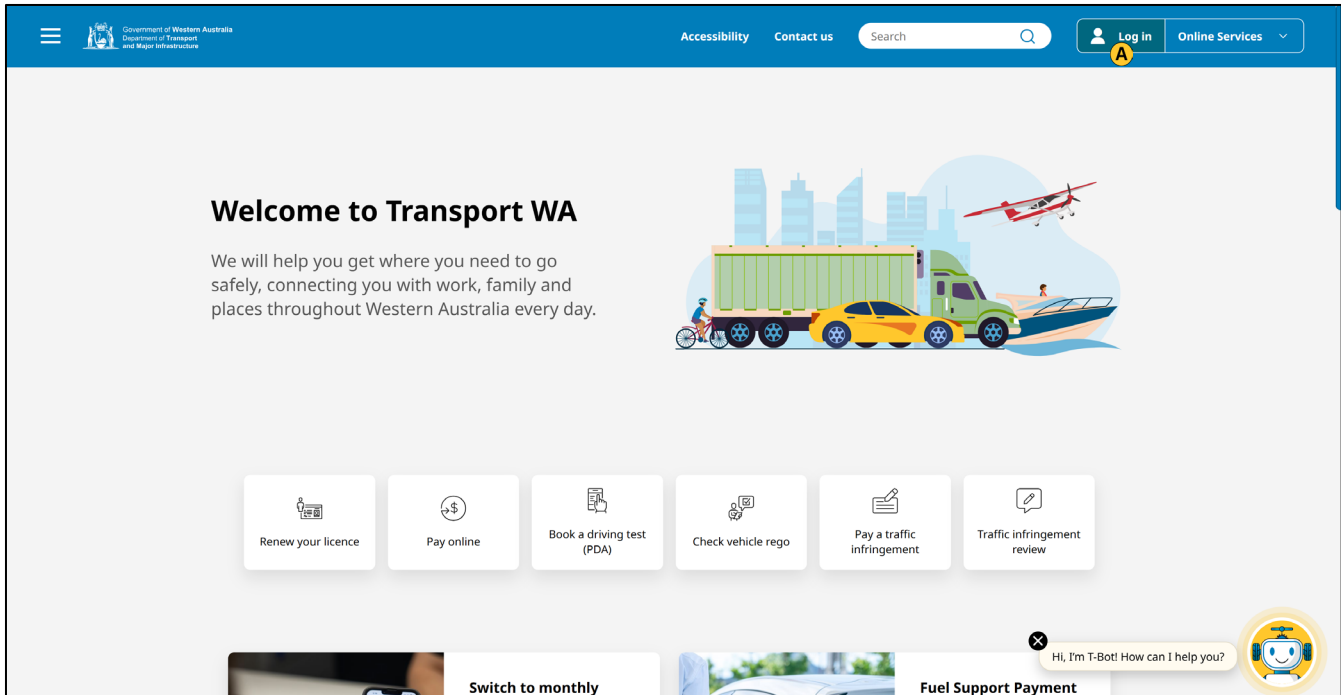 Government of Western Australia
Department of Transport
and Major Infrastructure
Accessibility
Contact us
Search
Log in
Online Services
A
Welcome to Transport WA
We will help you get where you need to go
safely, connecting you with work, family and
places throughout Western Australia every day.
Renew your licence
Pay online
Book a driving test
(PDA)
Check vehicle rego
Pay a traffic
infringement
Traffic infringement
review
Hi, I'm T-Bot! How can I help you?
Switch to monthly
Fuel Support Payment